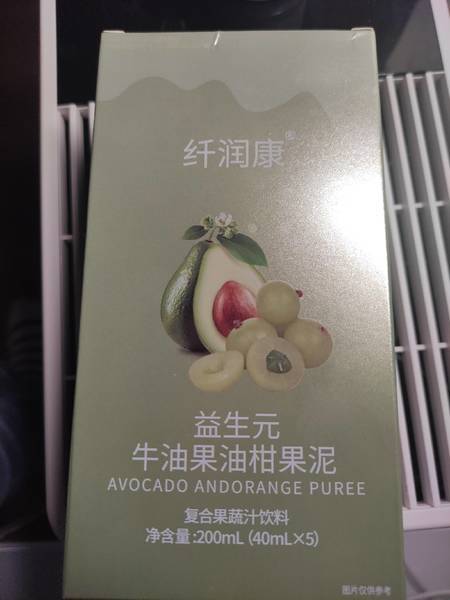 纤润康®
益生元
牛油果油柑果泥
AVOCADO ANDORANGE PUREE
复合果蔬汁饮料
净含量:200mL (40mL×5)
图片仅供参考